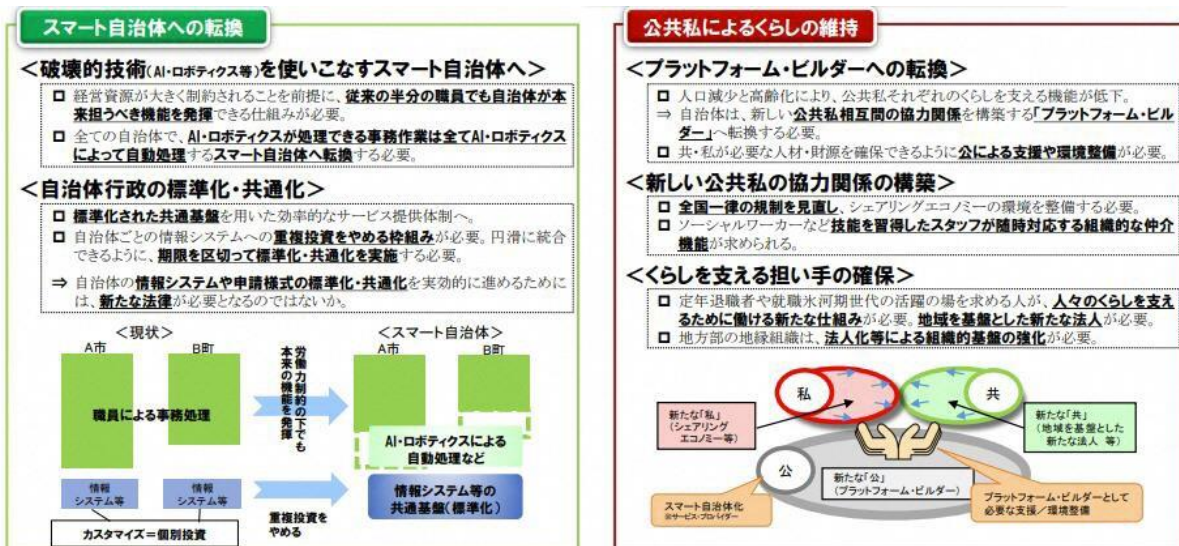 スマート自治体への転換
＜破壊的技術(AI・ロボティクス等)を使いこなすスマート自治体へ＞
□ 経営資源が大きく制約されることを前提に、従来の半分の職員でも自治体が本
来担うべき機能を発揮できる仕組みが必要。
□ 全ての自治体で、AI・ロボティクスが処理できる事務作業は全てAI・ロボティクス
によって自動処理するスマート自治体へ転換する必要。
＜自治体行政の標準化・共通化＞
□ 標準化された共通基盤を用いた効率的なサービス提供体制へ。
□ 自治体ごとの情報システムへの重複投資をやめる枠組みが必要。円滑に統合
できるように、期限を区切って標準化・共通化を実施する必要。
⇒ 自治体の情報システムや申請様式の標準化・共通化を実効的に進めるために
は、新たな法律が必要となるのではないか。
＜現状＞
A市
B町
職員による事務処理
情報
システム等
情報
システム等
カスタマイズ＝個別投資
労働力制約の下でも
本来の機能を発揮
重複投資を
やめる
＜スマート自治体＞
A市
B町
AI・ロボティクスによる
自動処理など
情報システム等の
共通基盤(標準化)
公共私によるくらしの維持
＜プラットフォーム・ビルダーへの転換＞
□ 人口減少と高齢化により、公共私それぞれのくらしを支える機能が低下。
⇒ 自治体は、新しい公共私相互間の協力関係を構築する「プラットフォーム・ビル
ダー」へ転換する必要。
□ 共・私が必要な人材・財源を確保できるように公による支援や環境整備が必要。
＜新しい公共私の協力関係の構築＞
□ 全国一律の規制を見直し、シェアリングエコノミーの環境を整備する必要。
□ ソーシャルワーカーなど技能を習得したスタッフが随時対応する組織的な仲介
機能が求められる。
＜くらしを支える担い手の確保＞
□ 定年退職者や就職氷河期世代の活躍の場を求める人が、人々のくらしを支え
るために働ける新たな仕組みが必要。地域を基盤とした新たな法人が必要。
□ 地方部の地縁組織は、法人化等による組織的基盤の強化が必要。
私
共
新たな「私」
(シェアリング
エコノミー等)
新たな「共」
(地域を基盤とした
新たな法人 等)
公
新たな「公」
(プラットフォーム・ビルダー)
スマート自治体化
※サービス・プロバイダー
プラットフォーム・ビルダーとして
必要な支援／環境整備